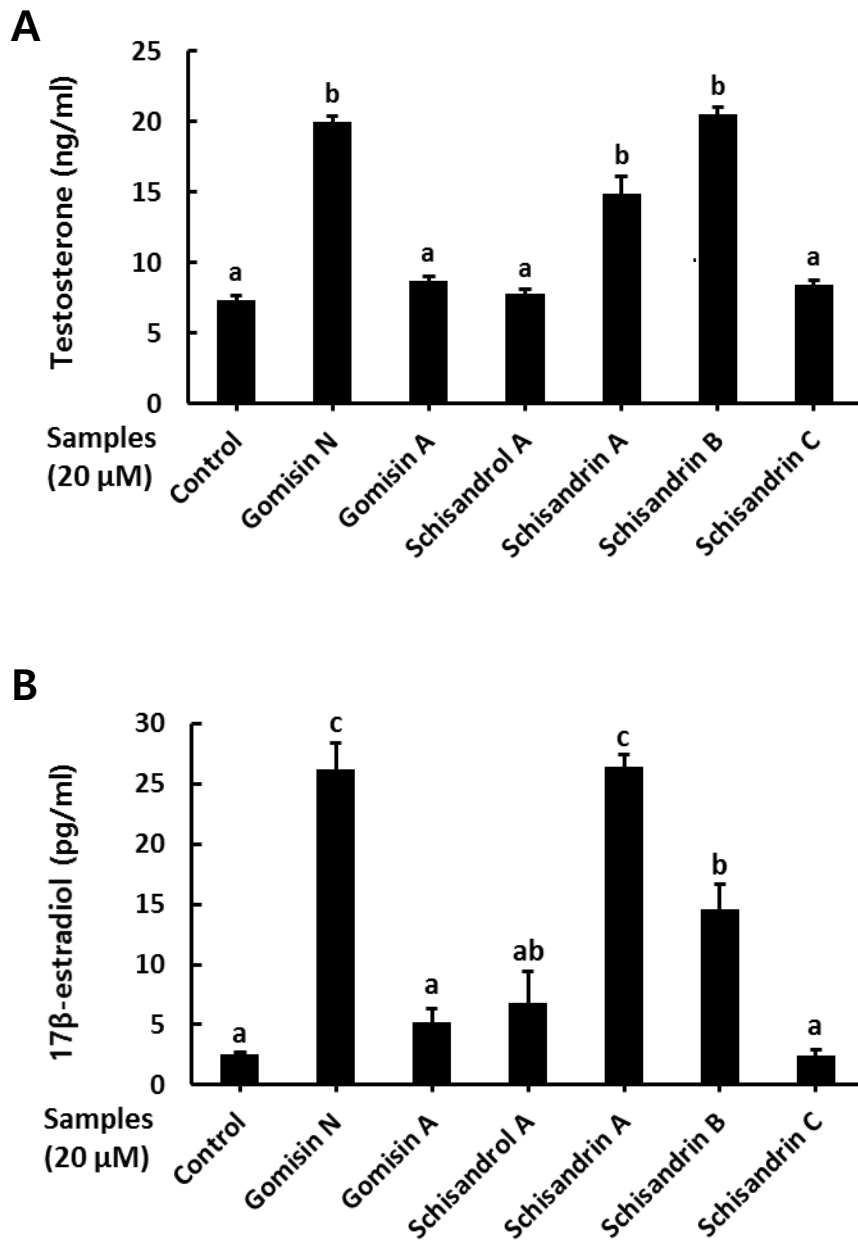 A
Testosterone (ng/ml)
25
20
15
10
5
0
a
b
a
a
b
b
a
Samples
(20 μM)
Control
Gomisin N
Gomisin A
Schisandrol A
Schisandrin A
Schisandrin B
Schisandrin C
B
17β-estradiol (pg/ml)
30
25
20
15
10
5
0
a
c
a
ab
c
b
a
Samples
(20 μM)
Control
Gomisin N
Gomisin A
Schisandrol A
Schisandrin A
Schisandrin B
Schisandrin C